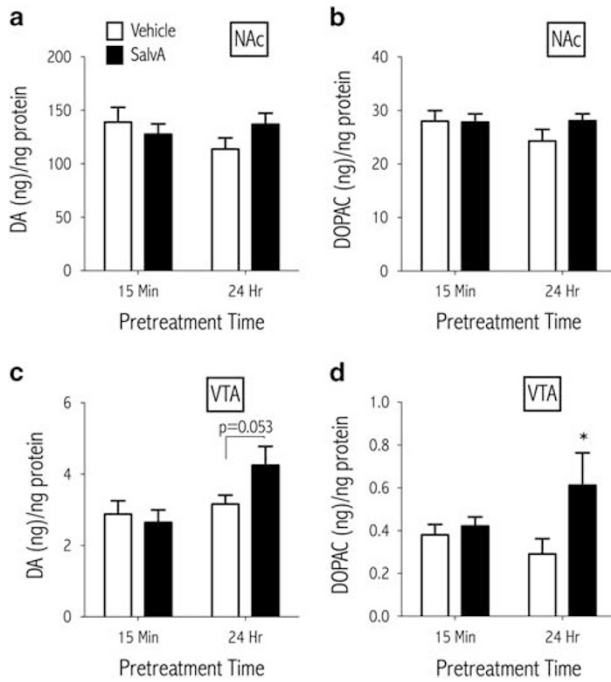 a
Vehicle
SalvA
NAc
200
150
100
50
0
DA (ng)/ng protein
15 Min
24 Hr
Pretreatment Time
b
NAc
40
30
20
10
0
DOPAC (ng)/ng protein
15 Min
24 Hr
Pretreatment Time
c
VTA
6
4
2
0
p=0.053
DA (ng)/ng protein
15 Min
24 Hr
Pretreatment Time
d
VTA
1.0
0.8
0.6
0.4
0.2
0.0
*
DOPAC (ng)/ng protein
15 Min
24 Hr
Pretreatment Time